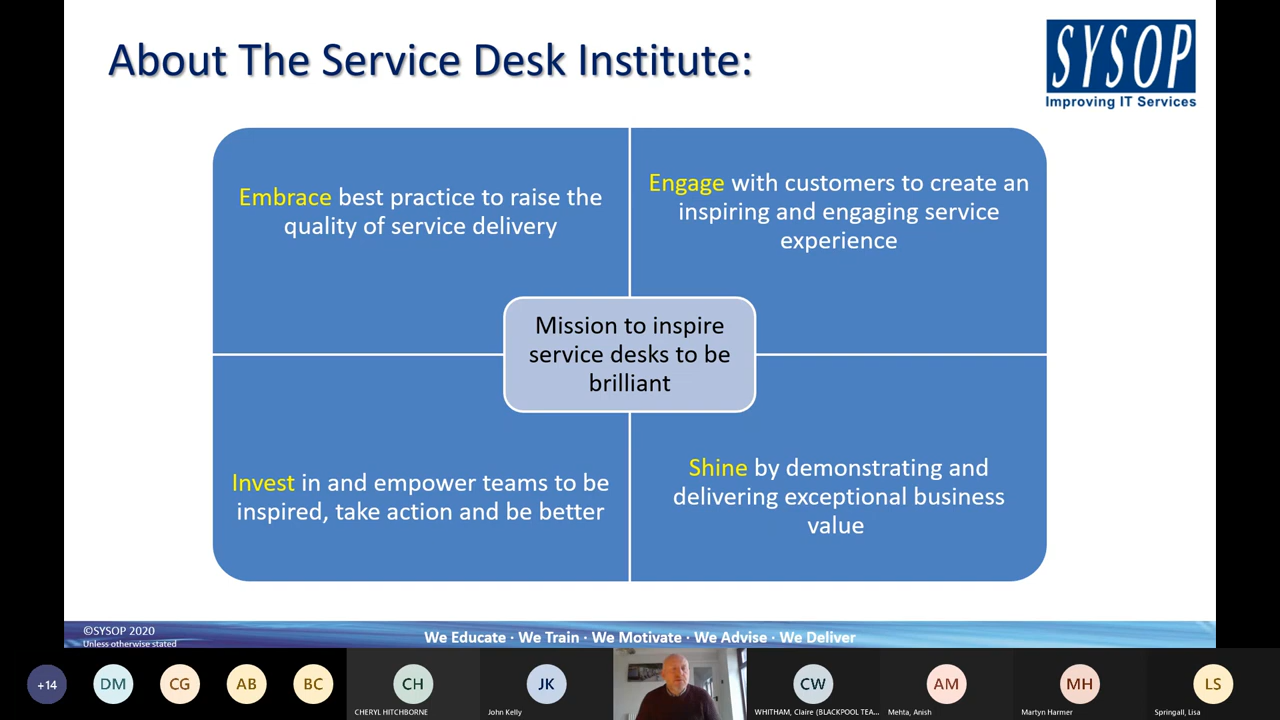 About The Service Desk Institute:
SYSOP
Improving IT Services
Embrace best practice to raise the
quality of service delivery
Engage with customers to create an
inspiring and engaging service
experience
Mission to inspire
service desks to be
brilliant
Invest in and empower teams to be
inspired, take action and be better
Shine by demonstrating and
delivering exceptional business
value
©SYSOP 2020
Unless otherwise stated
We Educate · We Train · We Motivate · We Advise · We Deliver
+14
DM
CG
AB
BC
CH
CHERYL HITCHBORNE
JK
John Kelly
CW
WHITHAM, Claire (BLACKPOOL TEA...
AM
Mehta, Anish
MH
Martyn Harmer
LS
Springall, Lisa